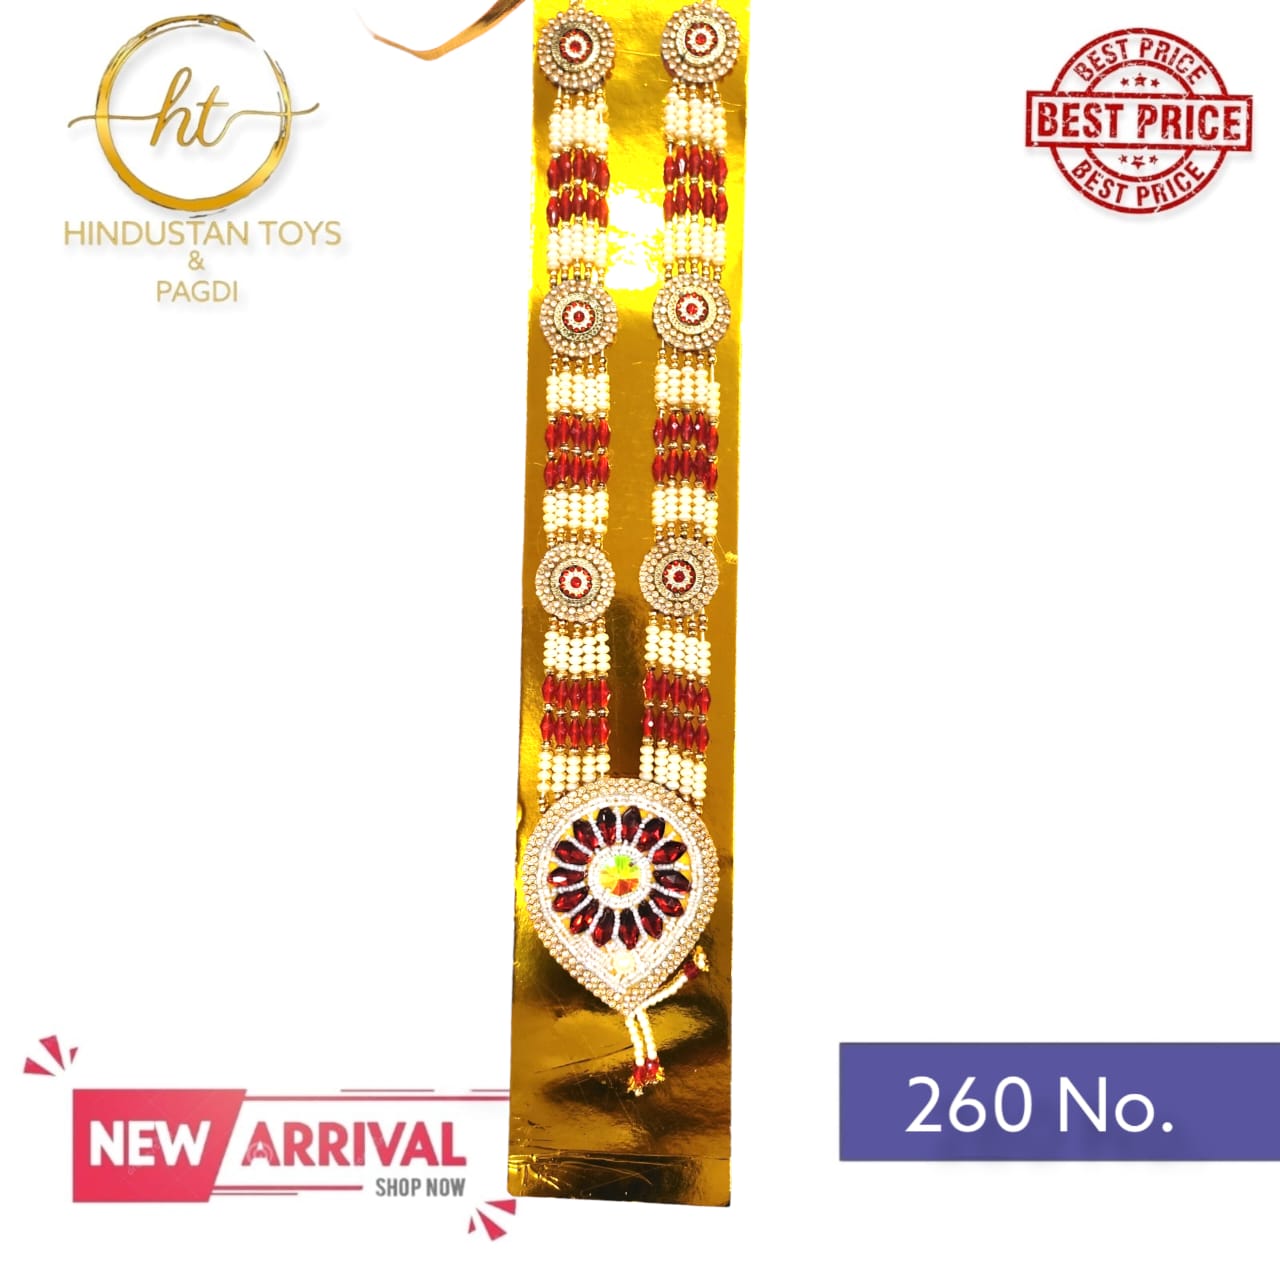 ht
HINDUSTAN TOYS
&
PAGDI
BEST PRICE
BEST PRICE
BEST PRICE
NEW ARRIVAL
SHOP NOW
260 No.